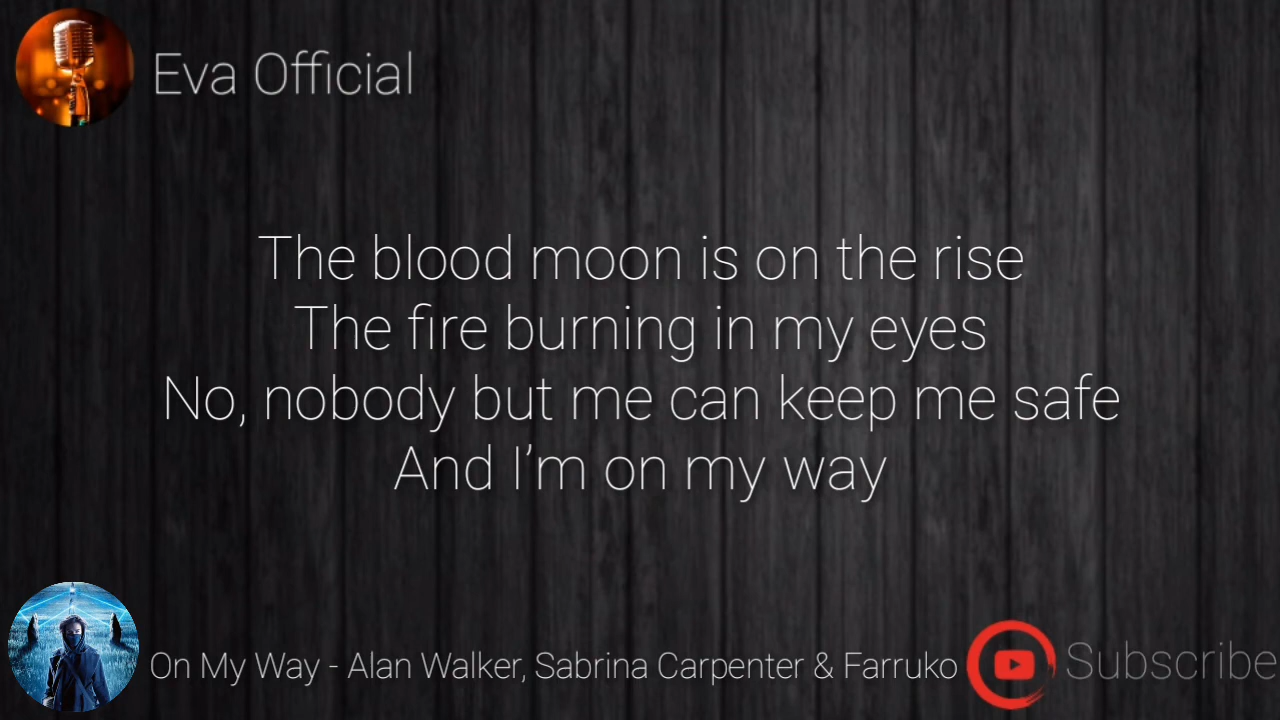 Eva Official
The blood moon is on the rise
The fire burning in my eyes
No, nobody but me can keep me safe
And I’m on my way
On My Way - Alan Walker, Sabrina Carpenter & Farruko
Subscribe